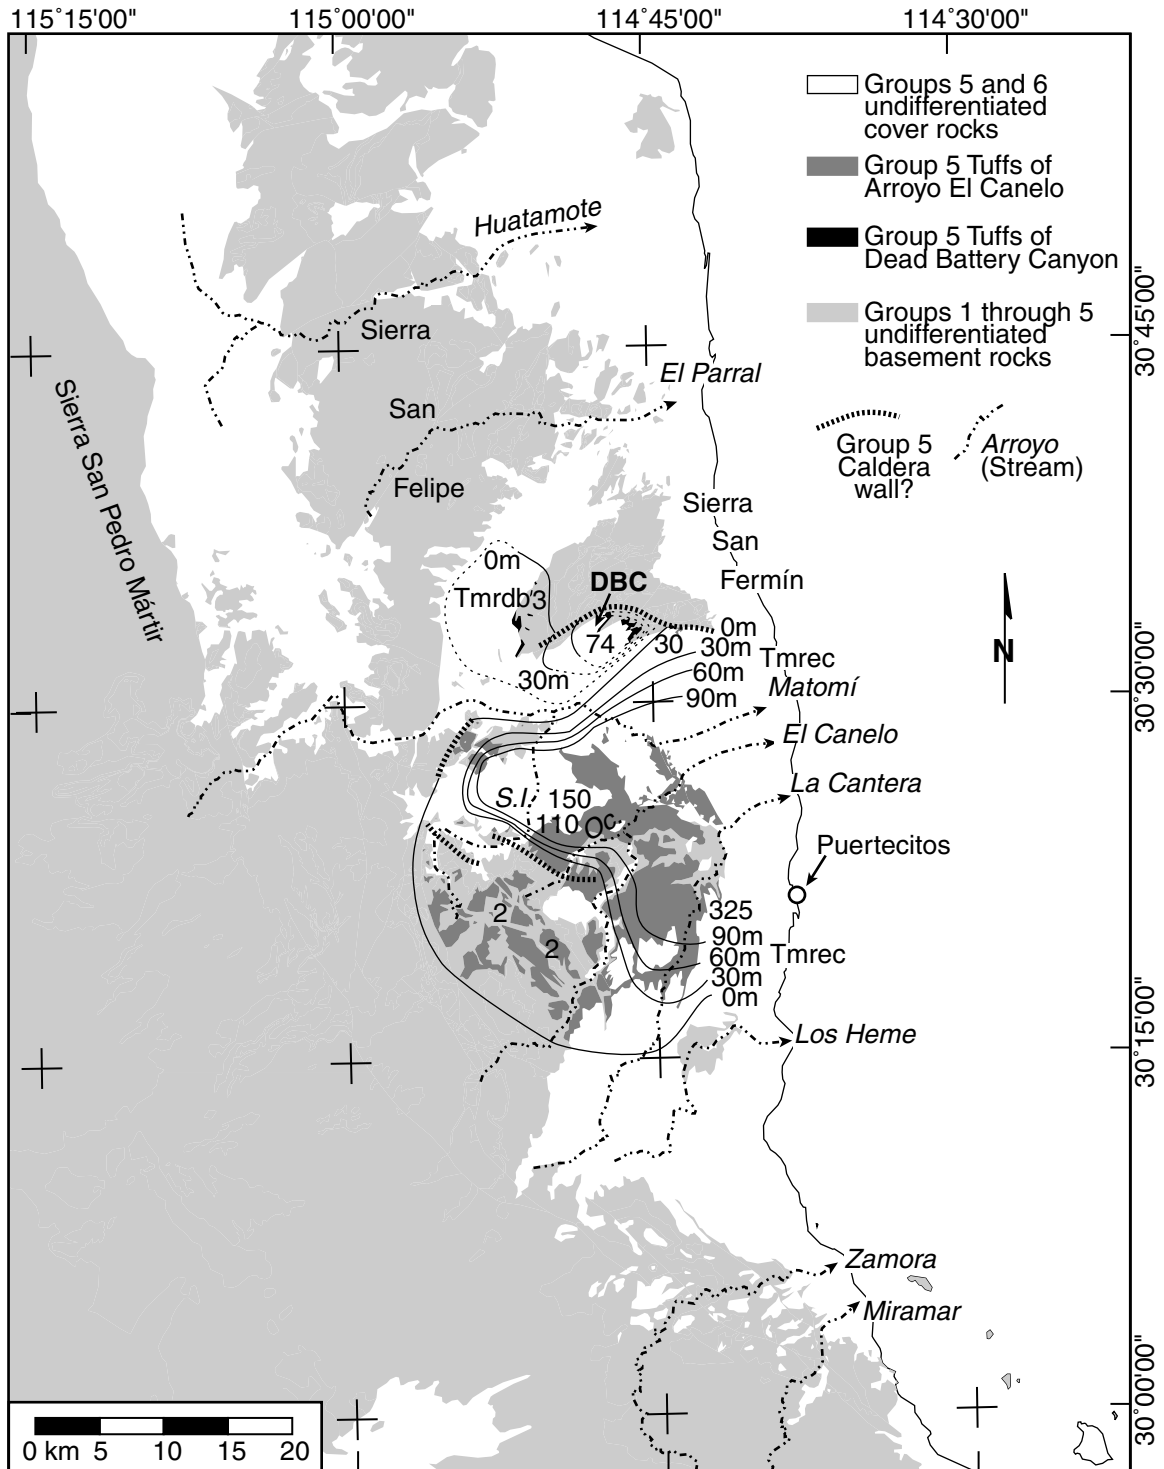 115˚15'00"
115˚00'00"
114˚45'00"
114˚30'00"
Groups 5 and 6
undifferentiated
cover rocks
Group 5 Tuffs of
Arroyo El Canelo
Group 5 Tuffs of
Dead Battery Canyon
Groups 1 through 5
undifferentiated
basement rocks
Group 5
Caldera
wall?
Arroyo
(Stream)
30˚45'00"
30˚30'00"
30˚15'00"
30˚00'00"
Huatamote
Sierra
San
Felipe
El Parral
Sierra San Pedro Mártir
Sierra
San
Fermín
0m
Tmrdb
3
DBC
74
30
30m
0m
30m
60m
90m
Tmrec
Matomí
El Canelo
La Cantera
N
S.I.
150
110
Oc
Puertecitos
2
2
325
90m
60m
30m
0m
Tmrec
Los Heme
Zamora
Miramar
0 km 5 10 15 20